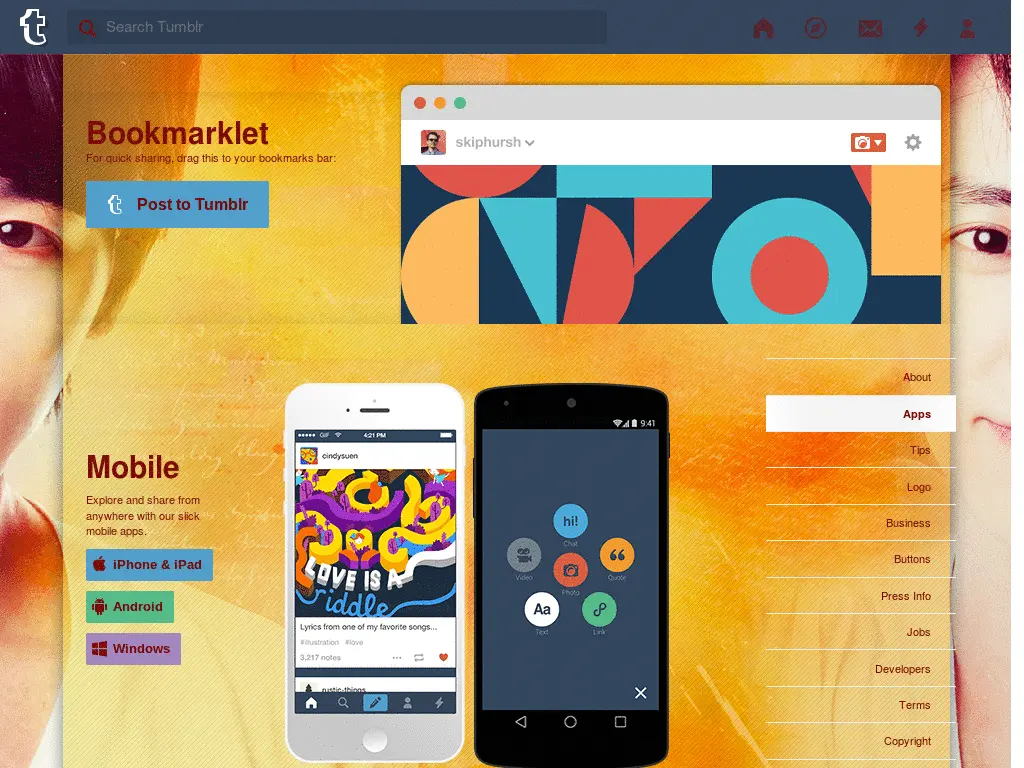 t Search Tumblr
Bookmarklet
For quick sharing, drag this to your bookmarks bar:
t Post to Tumblr
skiphursh
About
Apps
Tips
Logo
Business
Buttons
Press Info
Jobs
Developers
Terms
Copyright
Mobile
Explore and share from
anywhere with our slick
mobile apps.
iPhone & iPad
Android
Windows
GIF 4:21 PM
cindysuen
LOVE IS A
riddle
Lyrics from one of my favorite songs...
#illustration #love
3,217 notes
rustic-things
9:41
hi!
Chat
Video
Photo
Quote
Aa
Text
Link